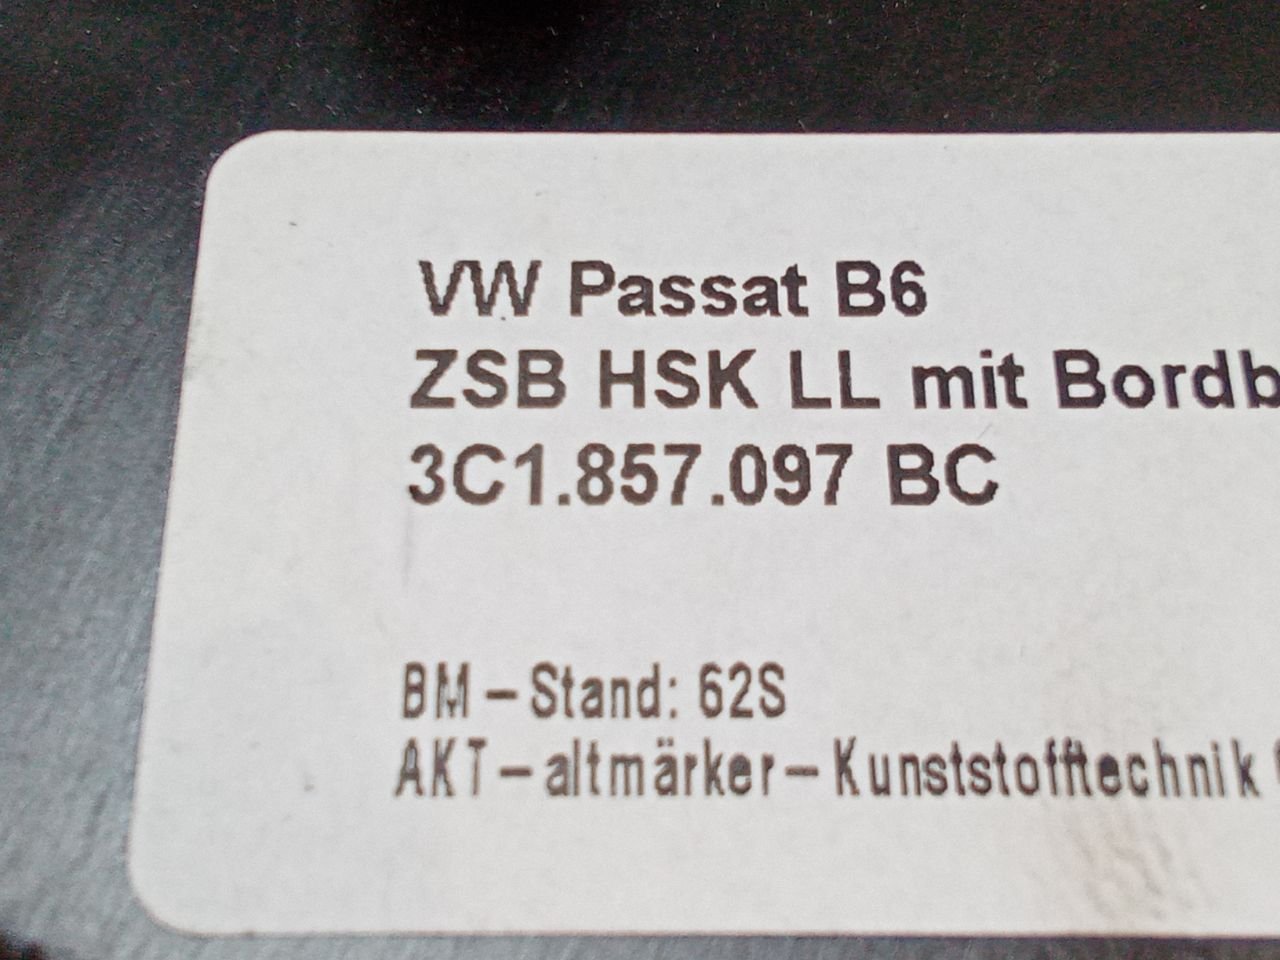 VW Passat B6
ZSB HSK LL mit Bordb
3C1.857.097 BC
BM-Stand: 62S
AKT-altmärker-Kunststofftechnik